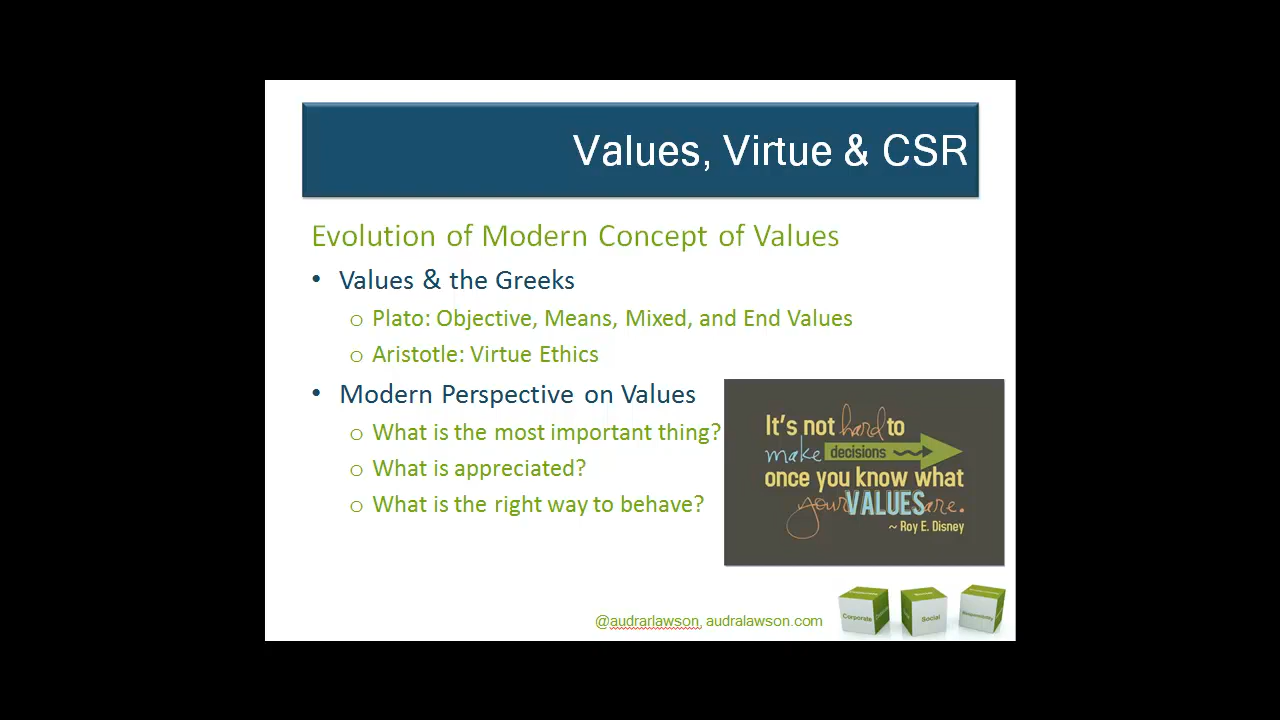 Values, Virtue & CSR
Evolution of Modern Concept of Values
• Values & the Greeks
o Plato: Objective, Means, Mixed, and End Values
o Aristotle: Virtue Ethics
• Modern Perspective on Values
o What is the most important thing?
o What is appreciated?
o What is the right way to behave?
It's not hard to
make decisions
once you know what
your VALUES are.
~ Roy E. Disney
@audrarlawson, audralawson.com
Corporate
Social
Responsibility